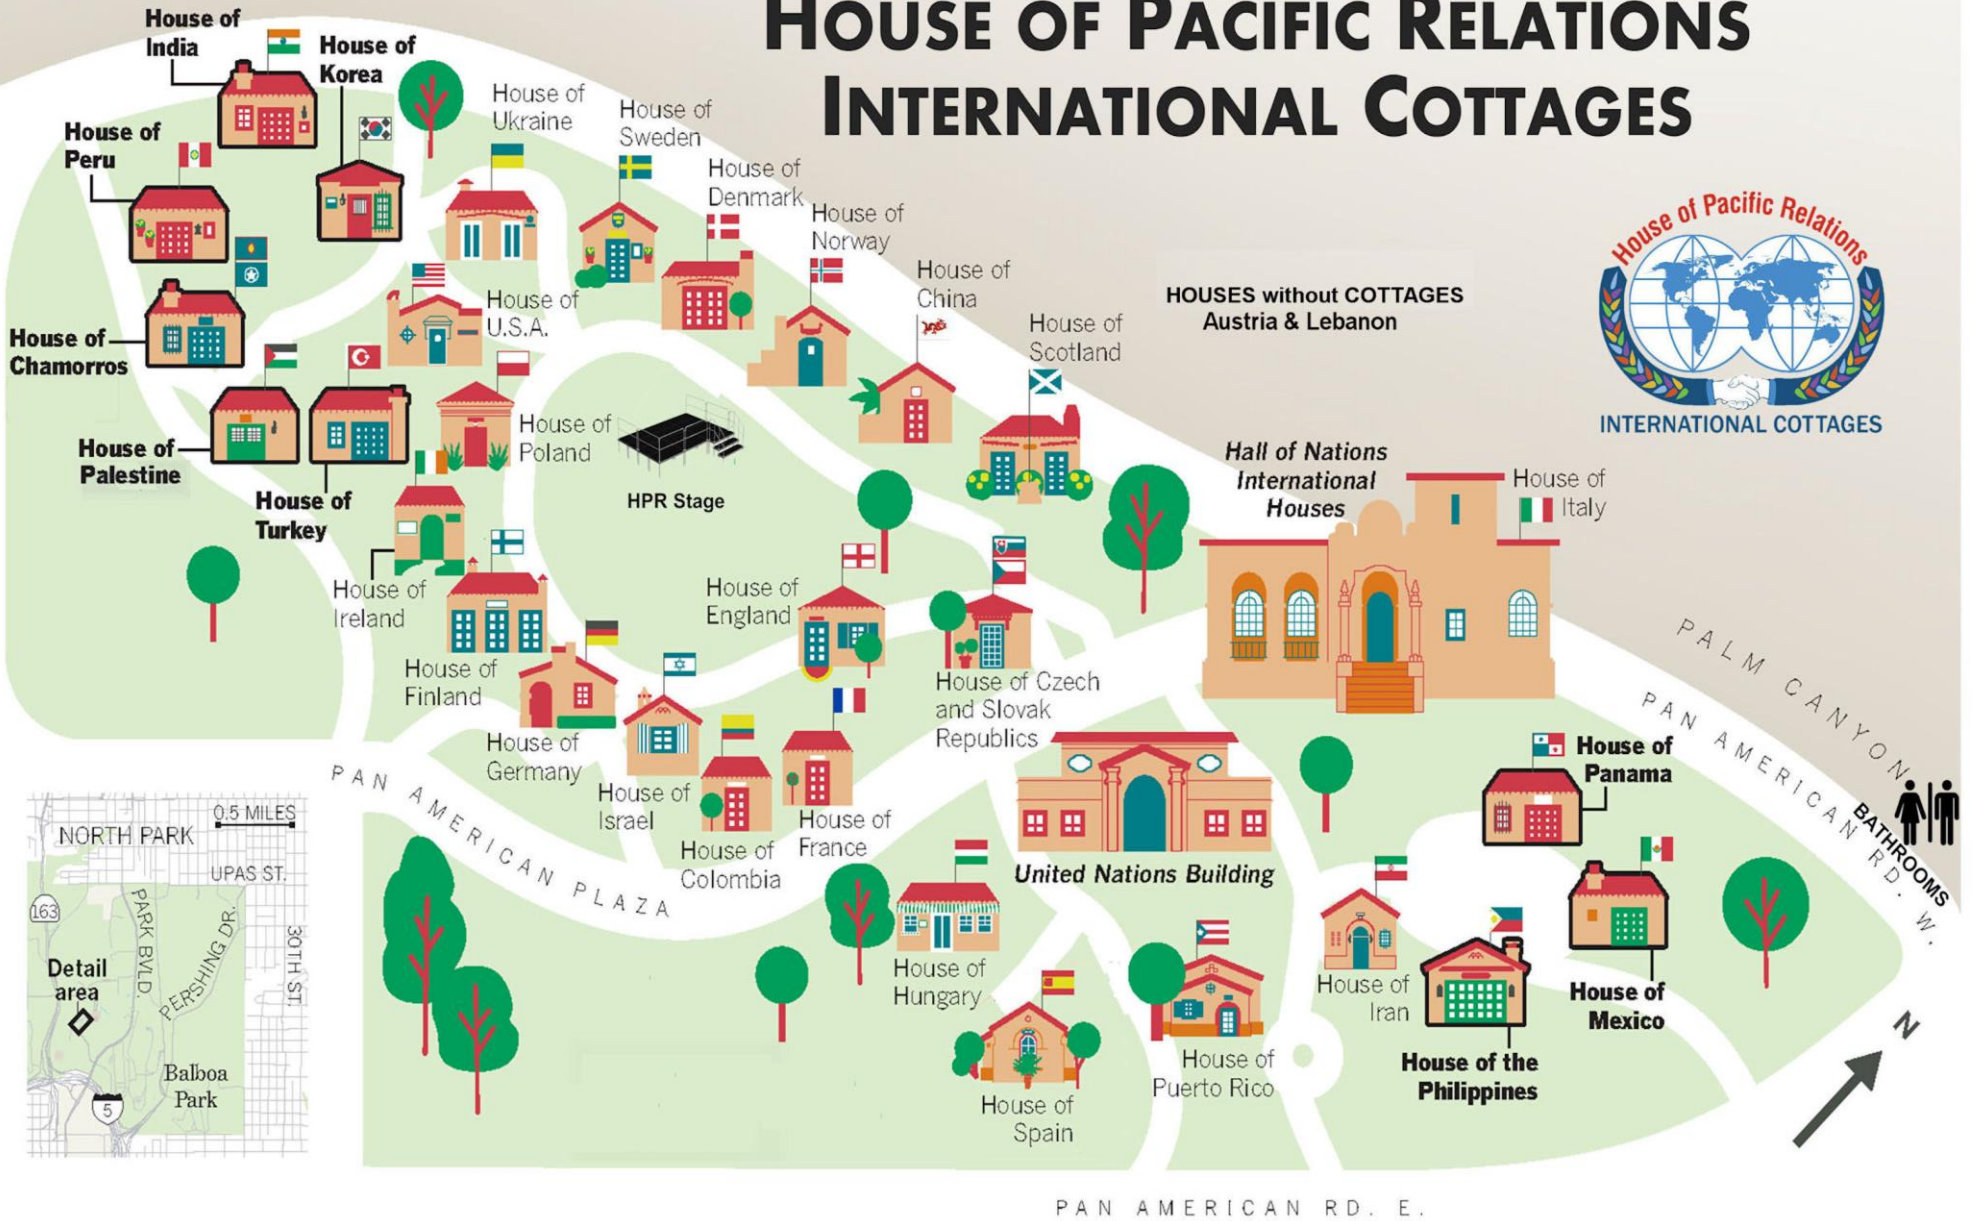 HOUSE OF PACIFIC RELATIONS
INTERNATIONAL COTTAGES
House of
India
House of
Korea
House of
Peru
House of
Ukraine
House of
Sweden
House of
Denmark
House of
Norway
House of
China
House of
Scotland
HOUSES without COTTAGES
Austria & Lebanon
House of Pacific Relations
INTERNATIONAL COTTAGES
House of
U.S.A.
House of
Chamorros
House of
Poland
House of
Palestine
House of
Turkey
HPR Stage
Hall of Nations
International
Houses
House of
Italy
House of
Ireland
House of
England
House of
Finland
House of Czech
and Slovak
Republics
House of
Germany
House of
Israel
House of
Colombia
House of
France
PALM CANYON
PAN AMERICAN RD. W.
BATHROOMS
House of
Panama
PAN AMERICAN PLAZA
United Nations Building
House of
Hungary
House of
Spain
House of
Puerto Rico
House of
Iran
House of the
Philippines
House of
Mexico
N
0.5 MILES
NORTH PARK
UPAS ST.
163
PARK BVLD.
PERSHING DR.
30TH ST.
Detail
area
Balboa
Park
5
PAN AMERICAN RD. E.